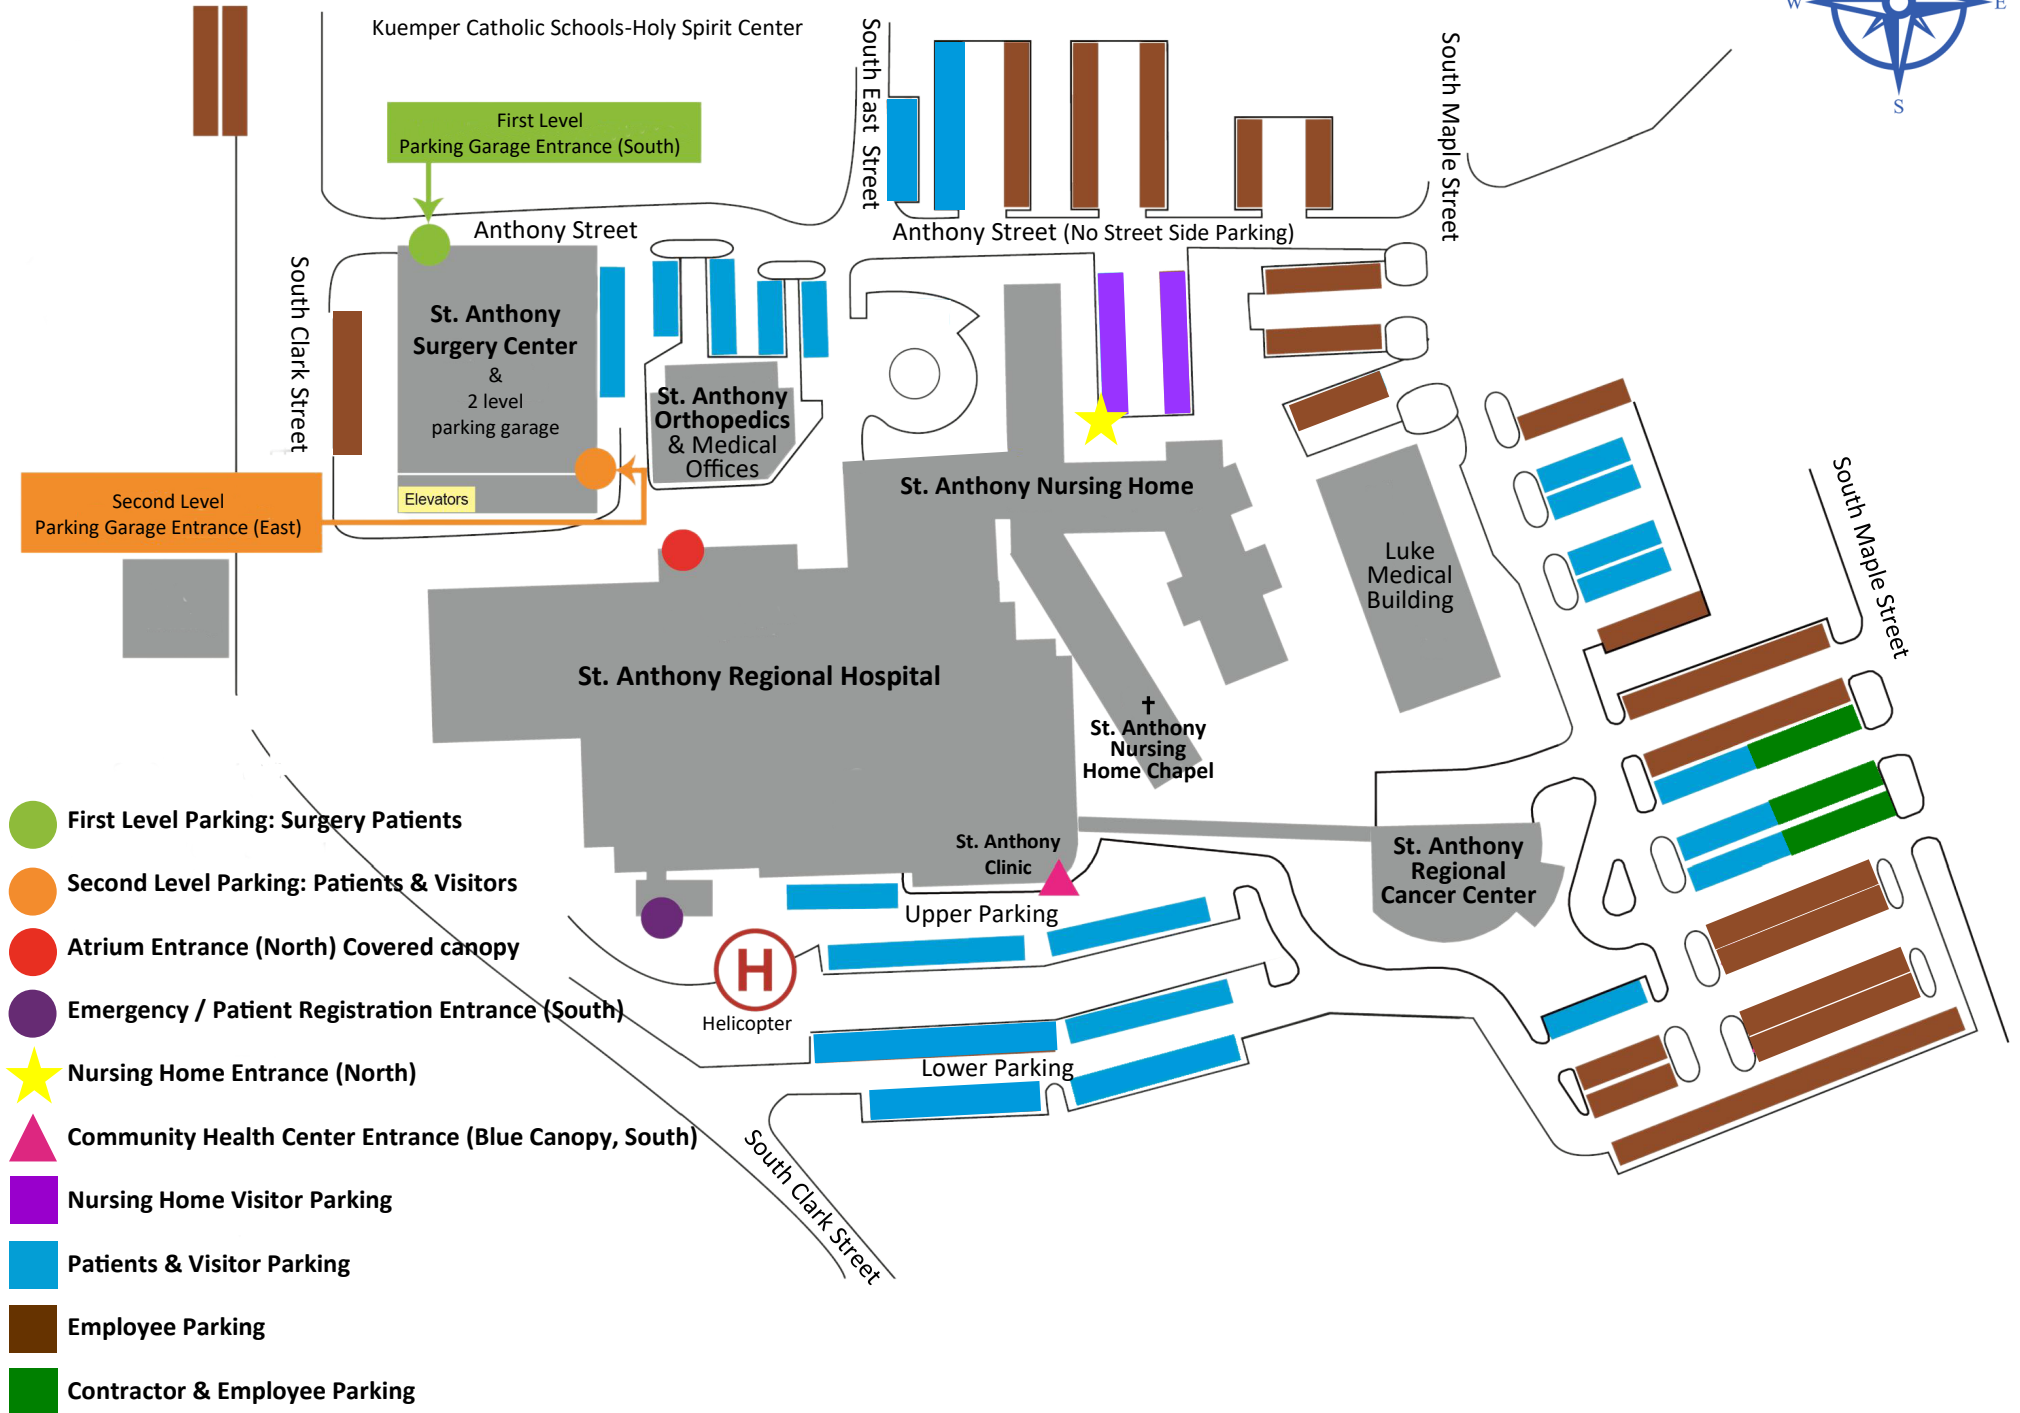 Kuemper Catholic Schools-Holy Spirit Center
W
E
S
South East Street
South Maple Street
First Level
Parking Garage Entrance (South)
Anthony Street
Anthony Street (No Street Side Parking)
South Clark Street
St. Anthony
Surgery Center
&
2 level
parking garage
St. Anthony
Orthopedics
& Medical
Offices
Elevators
Second Level
Parking Garage Entrance (East)
St. Anthony Nursing Home
South Maple Street
Luke
Medical
Building
St. Anthony Regional Hospital
St. Anthony
Nursing
Home Chapel
St. Anthony
Clinic
St. Anthony
Regional
Cancer Center
Upper Parking
H
Helicopter
Lower Parking
South Clark Street
First Level Parking: Surgery Patients
Second Level Parking: Patients & Visitors
Atrium Entrance (North) Covered canopy
Emergency / Patient Registration Entrance (South)
Nursing Home Entrance (North)
Community Health Center Entrance (Blue Canopy, South)
Nursing Home Visitor Parking
Patients & Visitor Parking
Employee Parking
Contractor & Employee Parking